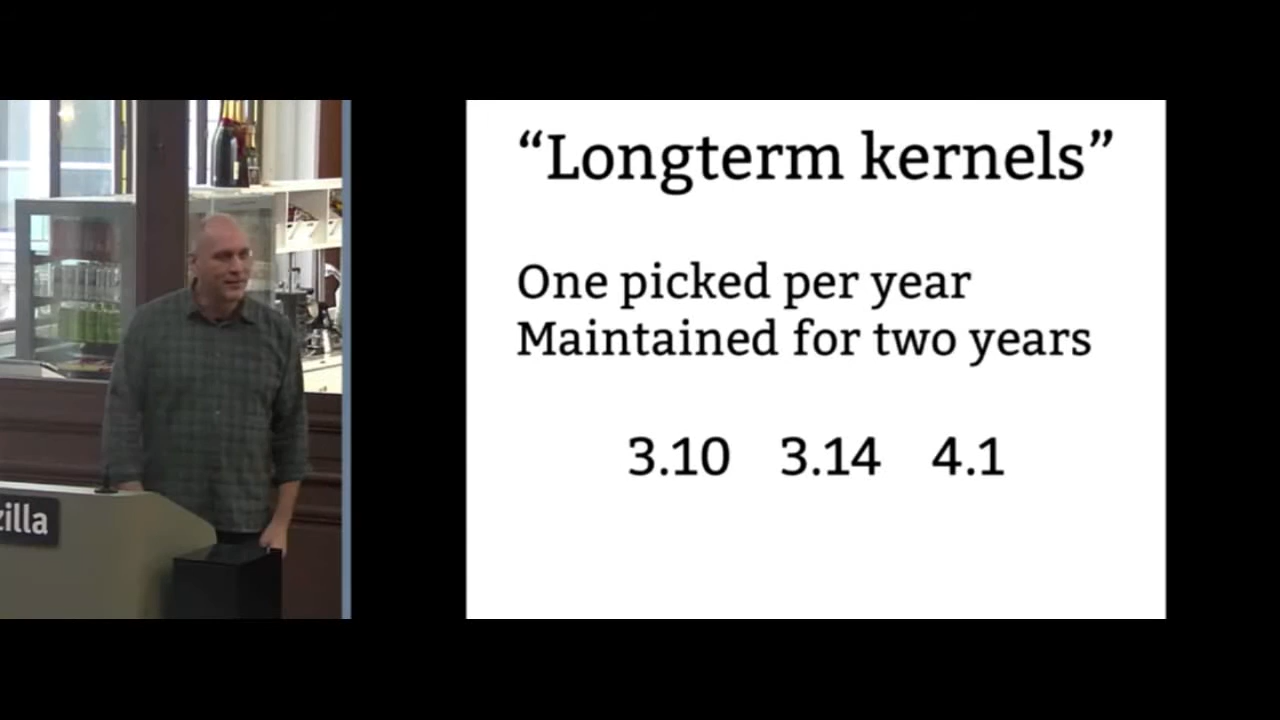 zilla
“Longterm kernels”
One picked per year
Maintained for two years
3.10 3.14 4.1